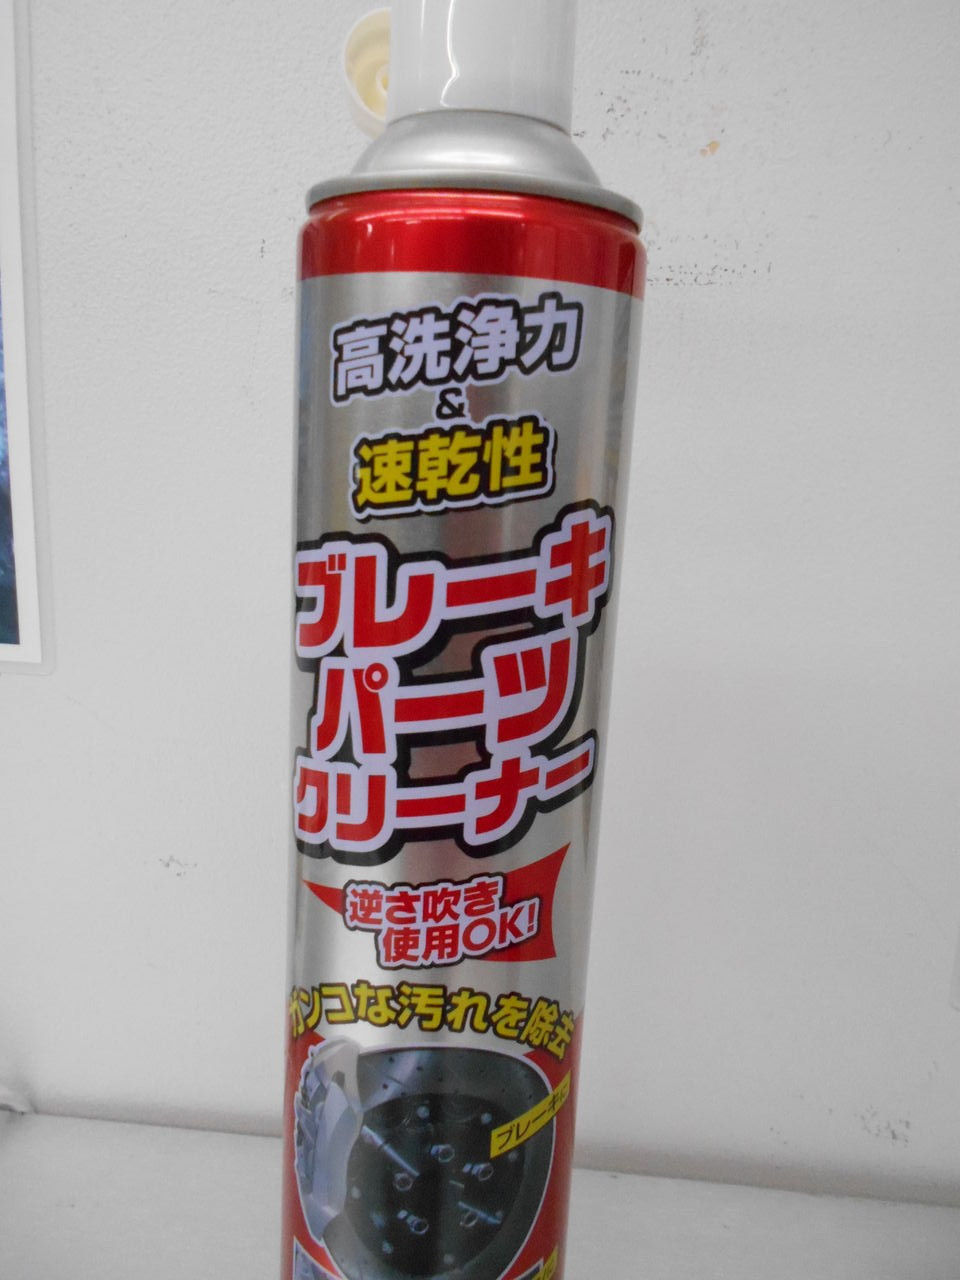 高洗浄力
&
速乾性
ブレーキ
パーツ
クリーナー
逆さ吹き
使用OK!
ガンコな汚れを除去
ブレーキに